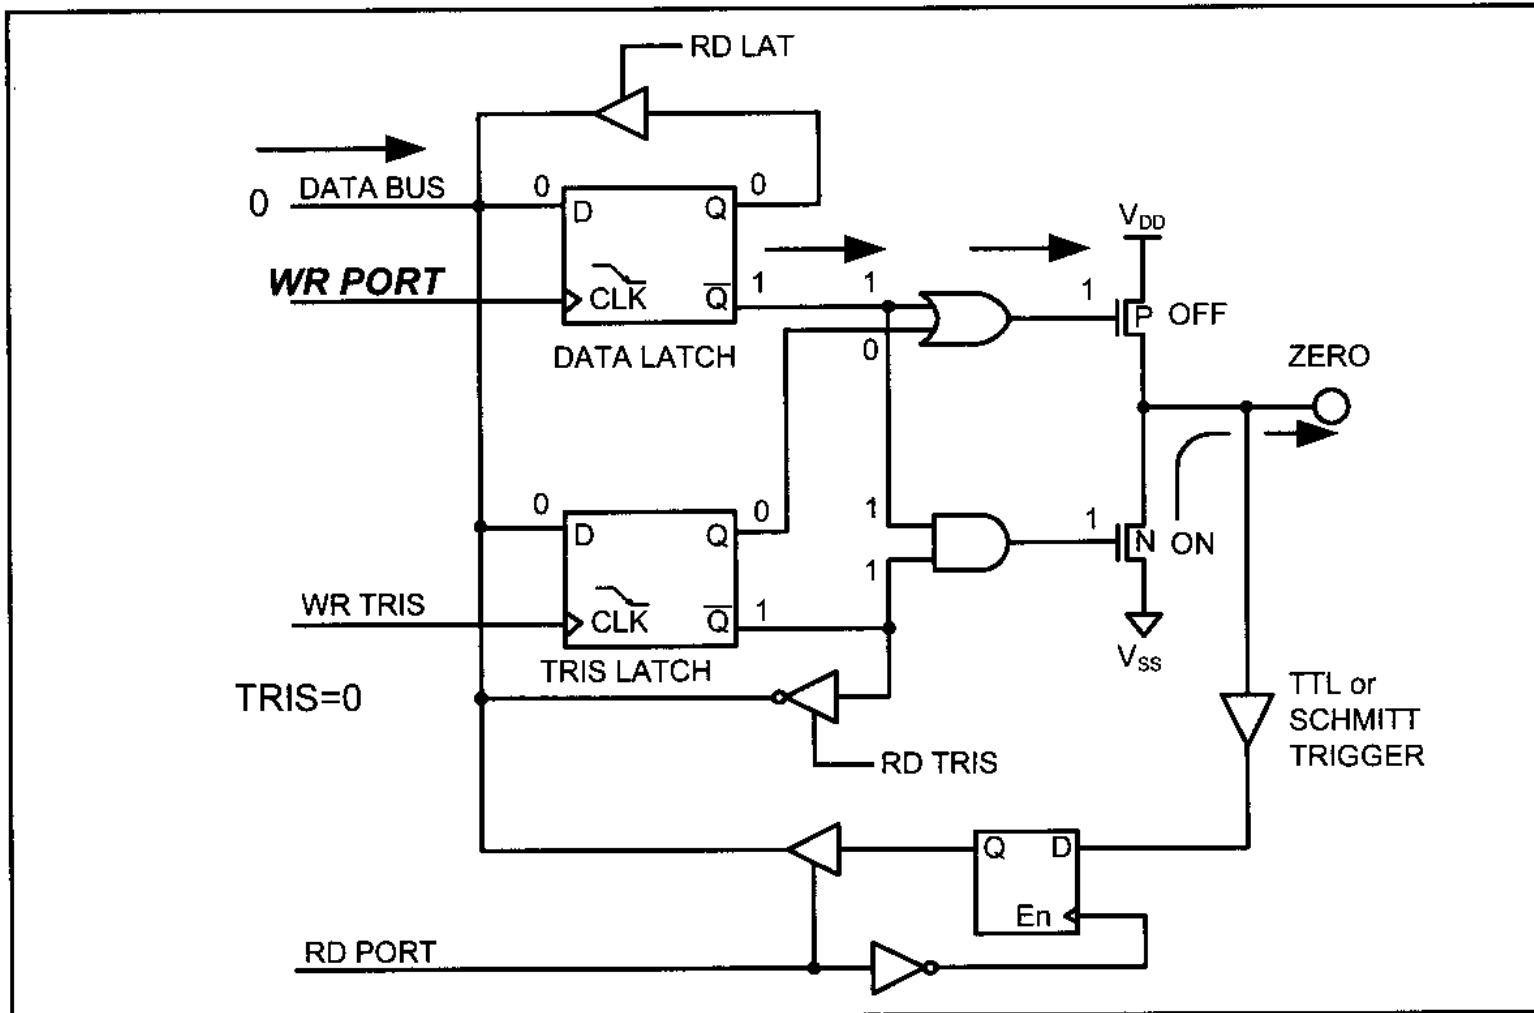 RD LAT
0 DATA BUS
0 0
D Q
WR PORT
CLK Q 1 1
DATA LATCH
0
VDD
1 P OFF
ZERO
0 0
D Q
1
1
1 N ON
WR TRIS
CLK Q 1
TRIS LATCH
VSS
TRIS=0
RD TRIS
TTL or
SCHMITT
TRIGGER
Q D
En
RD PORT